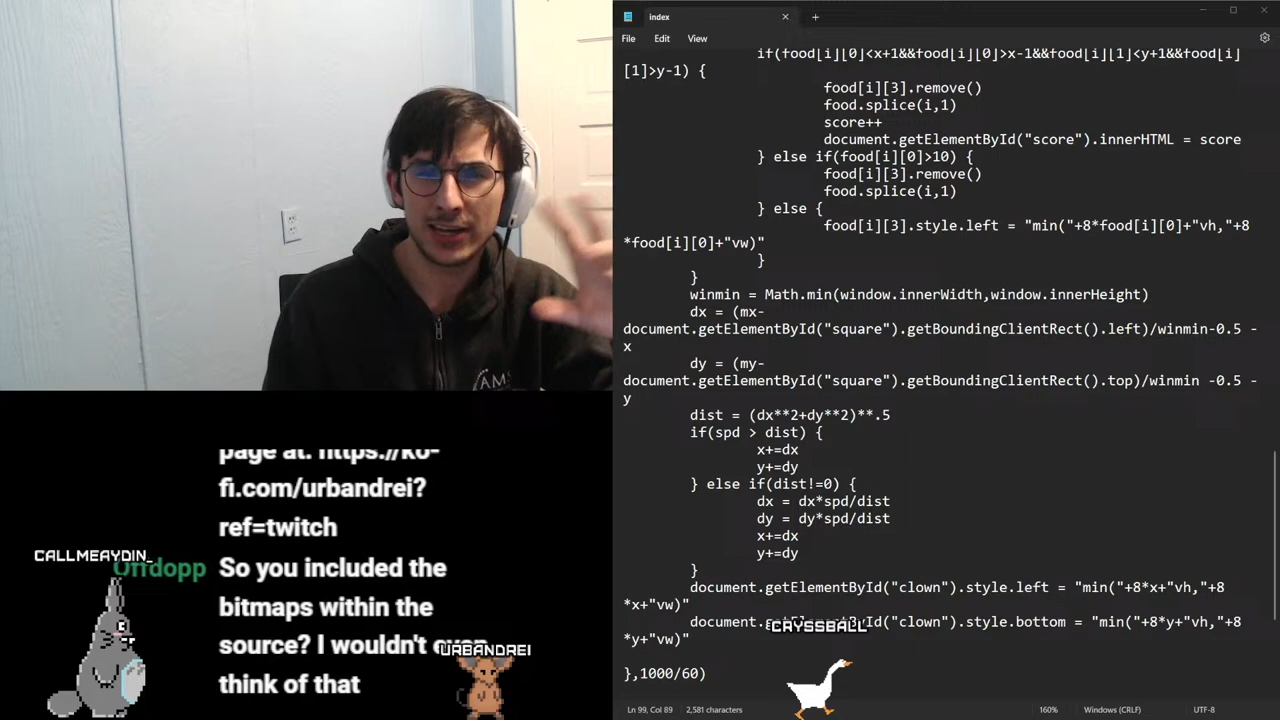 index
File Edit View
if(food[i][0]<x+1&&food[i][0]>x-1&&food[i][1]<y+1&&food[i]
[1]>y-1) {
food[i][3].remove()
food.splice(i,1)
score++
document.getElementById("score").innerHTML = score
} else if(food[i][0]>10) {
food[i][3].remove()
food.splice(i,1)
} else {
food[i][3].style.left = "min("+8*food[i][0]+"vh,"+8
*food[i][0]+"vw)"
}
}
winmin = Math.min(window.innerWidth,window.innerHeight)
dx = (mx-
document.getElementById("square").getBoundingClientRect().left)/winmin-0.5 -
x
dy = (my-
document.getElementById("square").getBoundingClientRect().top)/winmin -0.5 -
y
dist = (dx**2+dy**2)**.5
if(spd > dist) {
x+=dx
y+=dy
} else if(dist!=0) {
dx = dx*spd/dist
dy = dy*spd/dist
x+=dx
y+=dy
}
document.getElementById("clown").style.left = "min("+8*x+"vh,"+8
*x+"vw)"
document.getElementById("clown").style.bottom = "min("+8*y+"vh,"+8
*y+"vw)"
},1000/60)
Ln 99, Col 89 2,581 characters 160% Windows (CRLF) UTF-8
AMS
page at: https://ko-
fi.com/urbandrei?
ref=twitch
Offdopp So you included the
bitmaps within the
source? I wouldn't even
think of that
CALLMEAYDIN_
URBANDREI
CRYSSBALL